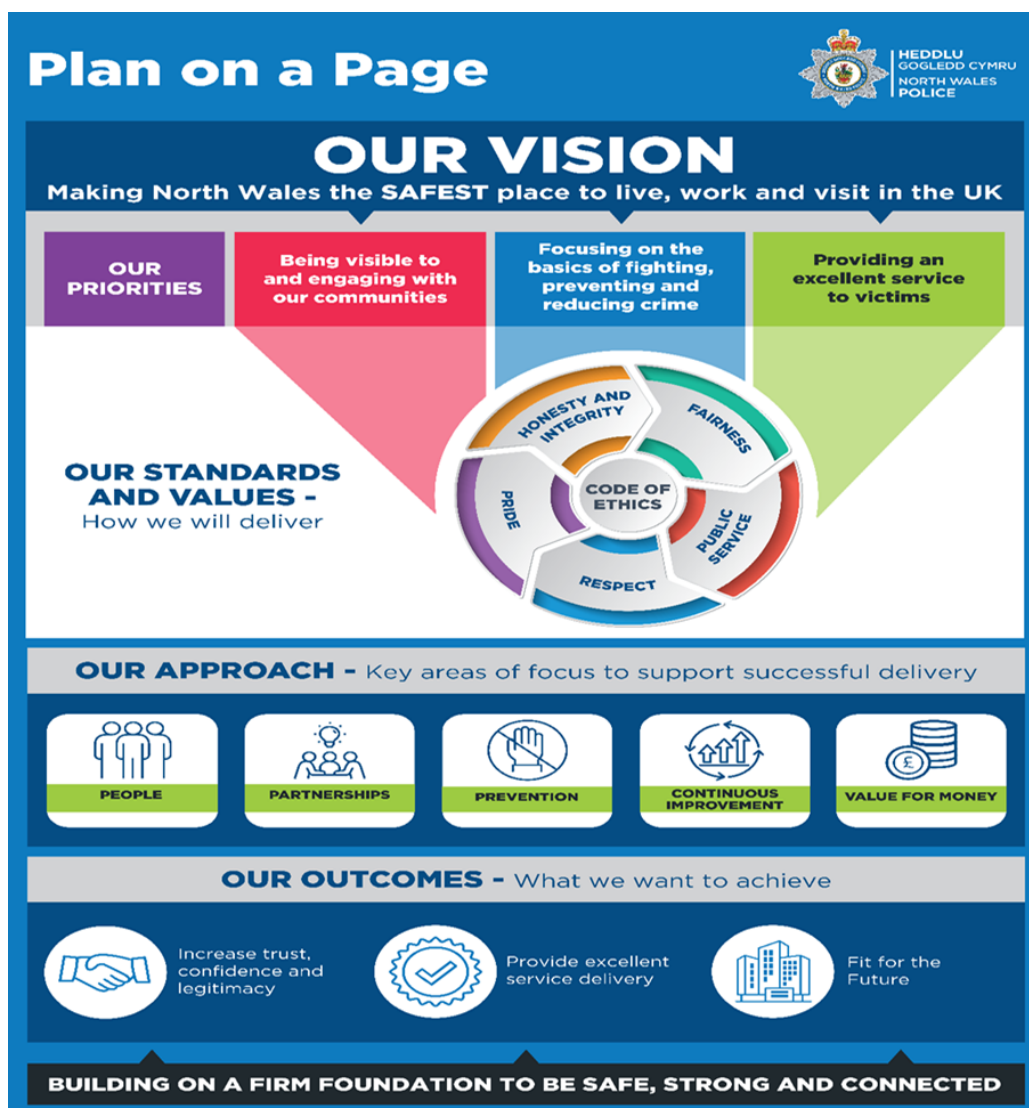 Plan on a Page
HEDDLU
GOGLEDD CYMRU
NORTH WALES
POLICE
OUR VISION
Making North Wales the SAFEST place to live, work and visit in the UK
OUR
PRIORITIES
Being visible to
and engaging with
our communities
Focusing on the
basics of fighting,
preventing and
reducing crime
Providing an
excellent service
to victims
OUR STANDARDS
AND VALUES -
How we will deliver
HONESTY AND
INTEGRITY
FAIRNESS
PRIDE
CODE OF
ETHICS
PUBLIC
SERVICE
RESPECT
OUR APPROACH - Key areas of focus to support successful delivery
PEOPLE
PARTNERSHIPS
PREVENTION
CONTINUOUS
IMPROVEMENT
£
VALUE FOR MONEY
OUR OUTCOMES - What we want to achieve
Increase trust,
confidence and
legitimacy
Provide excellent
service delivery
Fit for the
Future
BUILDING ON A FIRM FOUNDATION TO BE SAFE, STRONG AND CONNECTED